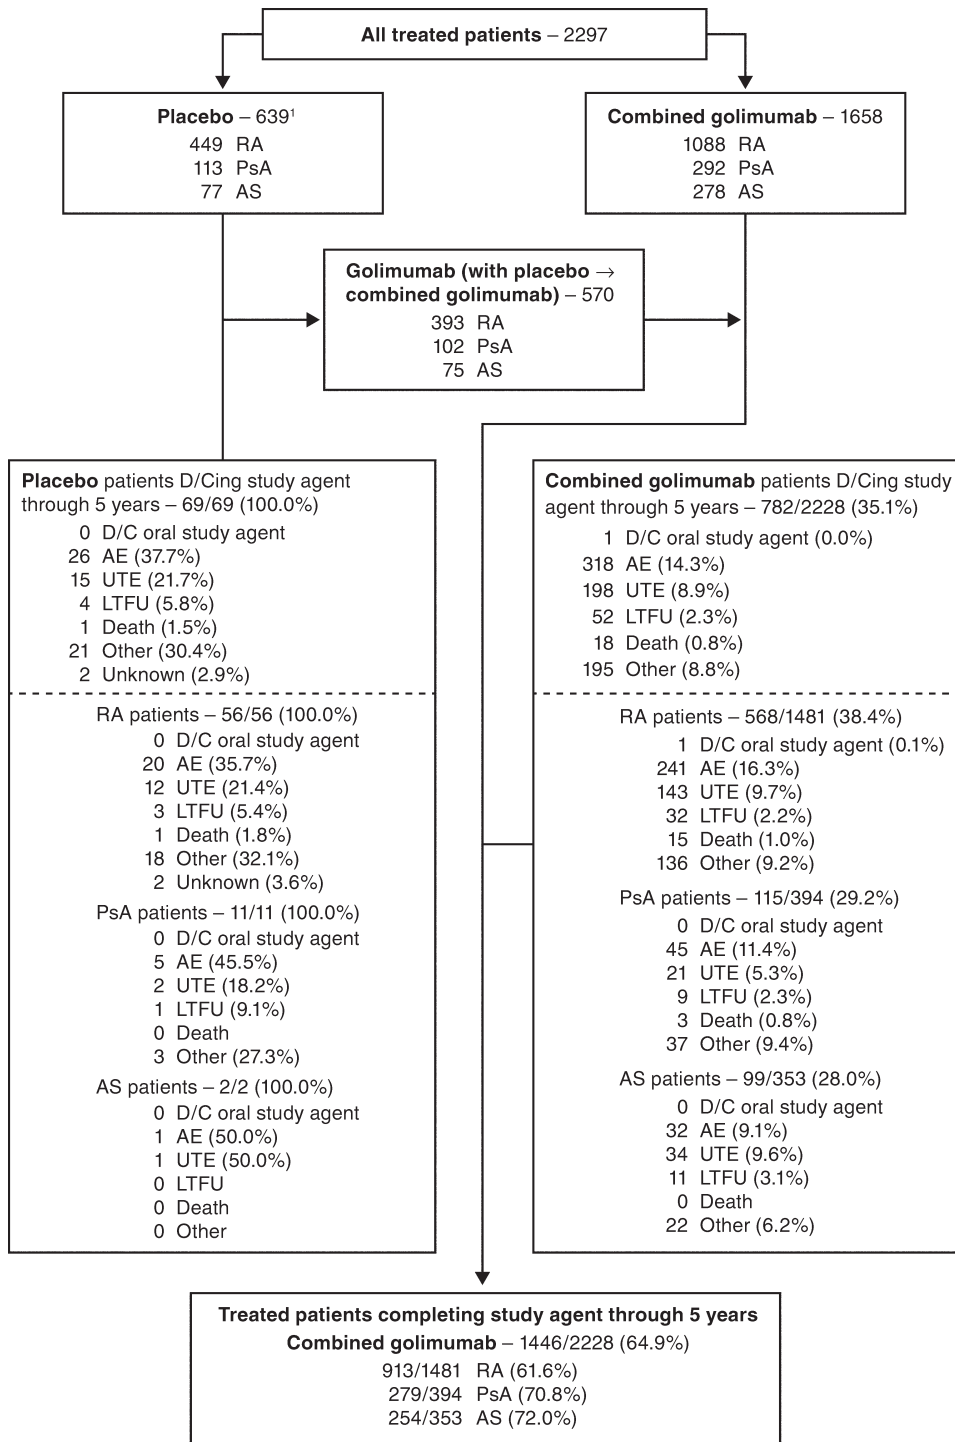 All treated patients – 2297
Placebo – 639¹
449 RA
113 PsA
77 AS
Combined golimumab – 1658
1088 RA
292 PsA
278 AS
Golimumab (with placebo →
combined golimumab) – 570
393 RA
102 PsA
75 AS
Placebo patients D/Cing study agent
through 5 years – 69/69 (100.0%)
0 D/C oral study agent
26 AE (37.7%)
15 UTE (21.7%)
4 LTFU (5.8%)
1 Death (1.5%)
21 Other (30.4%)
2 Unknown (2.9%)
RA patients – 56/56 (100.0%)
0 D/C oral study agent
20 AE (35.7%)
12 UTE (21.4%)
3 LTFU (5.4%)
1 Death (1.8%)
18 Other (32.1%)
2 Unknown (3.6%)
PsA patients – 11/11 (100.0%)
0 D/C oral study agent
5 AE (45.5%)
2 UTE (18.2%)
1 LTFU (9.1%)
0 Death
3 Other (27.3%)
AS patients – 2/2 (100.0%)
0 D/C oral study agent
1 AE (50.0%)
1 UTE (50.0%)
0 LTFU
0 Death
0 Other
Combined golimumab patients D/Cing study
agent through 5 years – 782/2228 (35.1%)
1 D/C oral study agent (0.0%)
318 AE (14.3%)
198 UTE (8.9%)
52 LTFU (2.3%)
18 Death (0.8%)
195 Other (8.8%)
RA patients – 568/1481 (38.4%)
1 D/C oral study agent (0.1%)
241 AE (16.3%)
143 UTE (9.7%)
32 LTFU (2.2%)
15 Death (1.0%)
136 Other (9.2%)
PsA patients – 115/394 (29.2%)
0 D/C oral study agent
45 AE (11.4%)
21 UTE (5.3%)
9 LTFU (2.3%)
3 Death (0.8%)
37 Other (9.4%)
AS patients – 99/353 (28.0%)
0 D/C oral study agent
32 AE (9.1%)
34 UTE (9.6%)
11 LTFU (3.1%)
0 Death
22 Other (6.2%)
Treated patients completing study agent through 5 years
Combined golimumab – 1446/2228 (64.9%)
913/1481 RA (61.6%)
279/394 PsA (70.8%)
254/353 AS (72.0%)